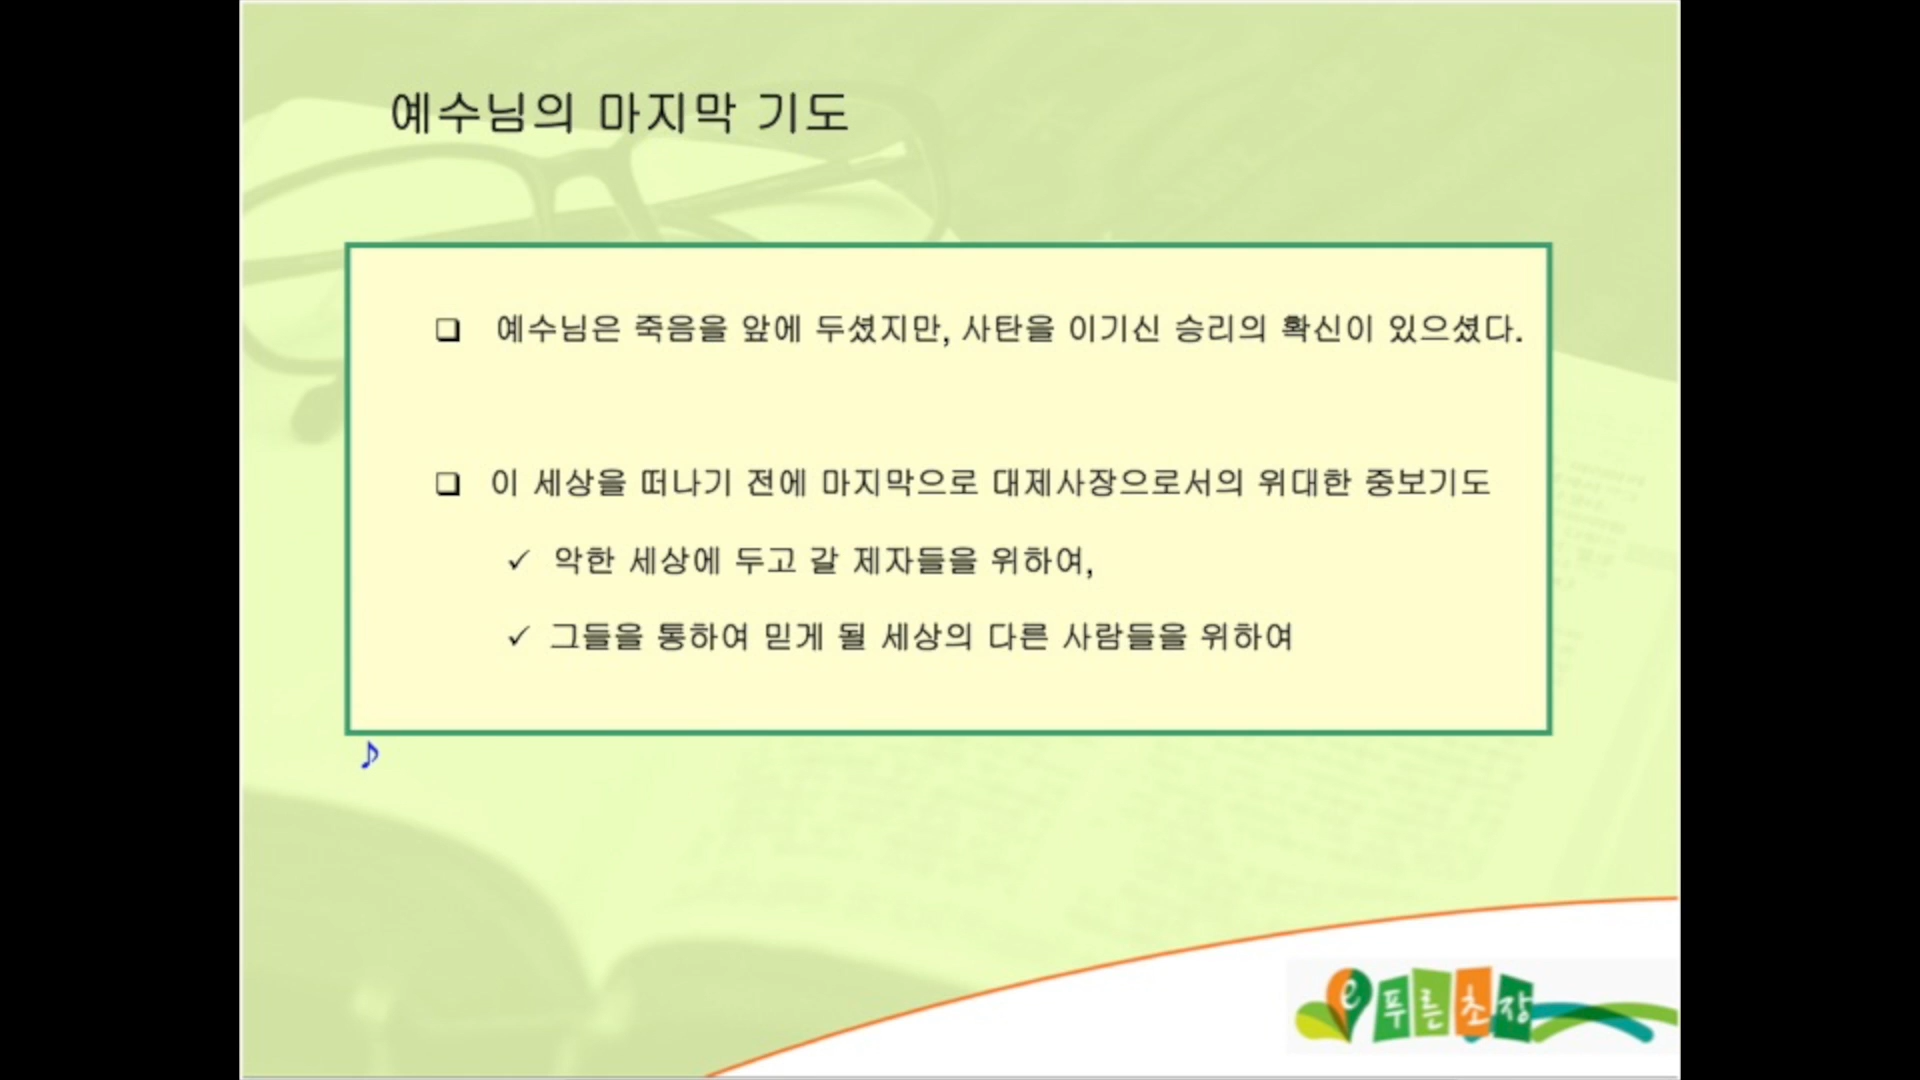 예수님의 마지막 기도
❏ 예수님은 죽음을 앞에 두셨지만, 사탄을 이기신 승리의 확신이 있으셨다.
❏ 이 세상을 떠나기 전에 마지막으로 대제사장으로서의 위대한 중보기도
✓ 악한 세상에 두고 갈 제자들을 위하여,
✓ 그들을 통하여 믿게 될 세상의 다른 사람들을 위하여
♪
e푸른초장